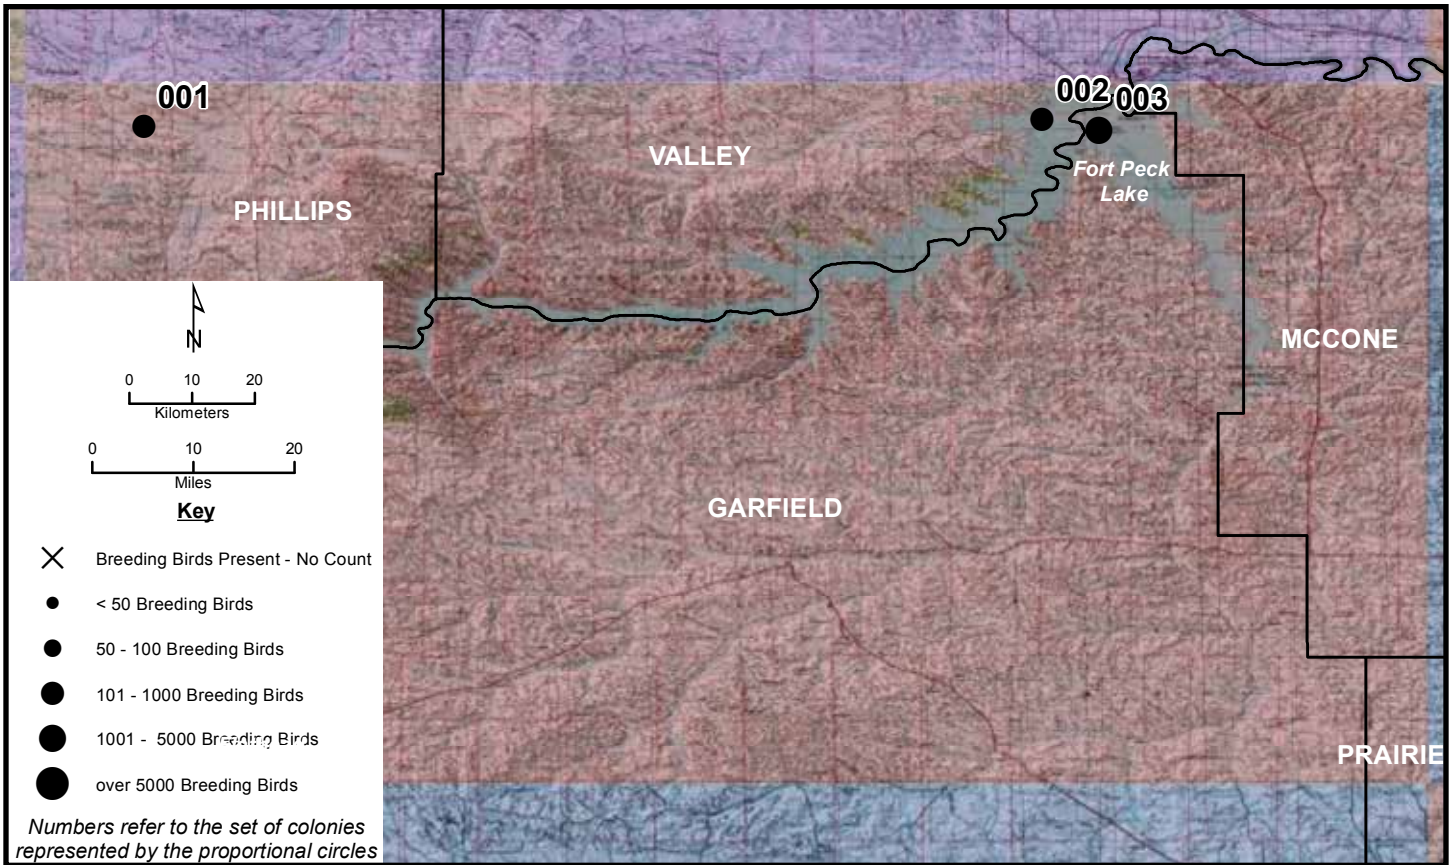 001
002
003
VALLEY
Fort Peck
Lake
PHILLIPS
MCCONE
GARFIELD
PRAIRIE
N
0 10 20
Kilometers
0 10 20
Miles
Key
Breeding Birds Present - No Count
< 50 Breeding Birds
50 - 100 Breeding Birds
101 - 1000 Breeding Birds
1001 - 5000 Breeding Birds
over 5000 Breeding Birds
Numbers refer to the set of colonies
represented by the proportional circles